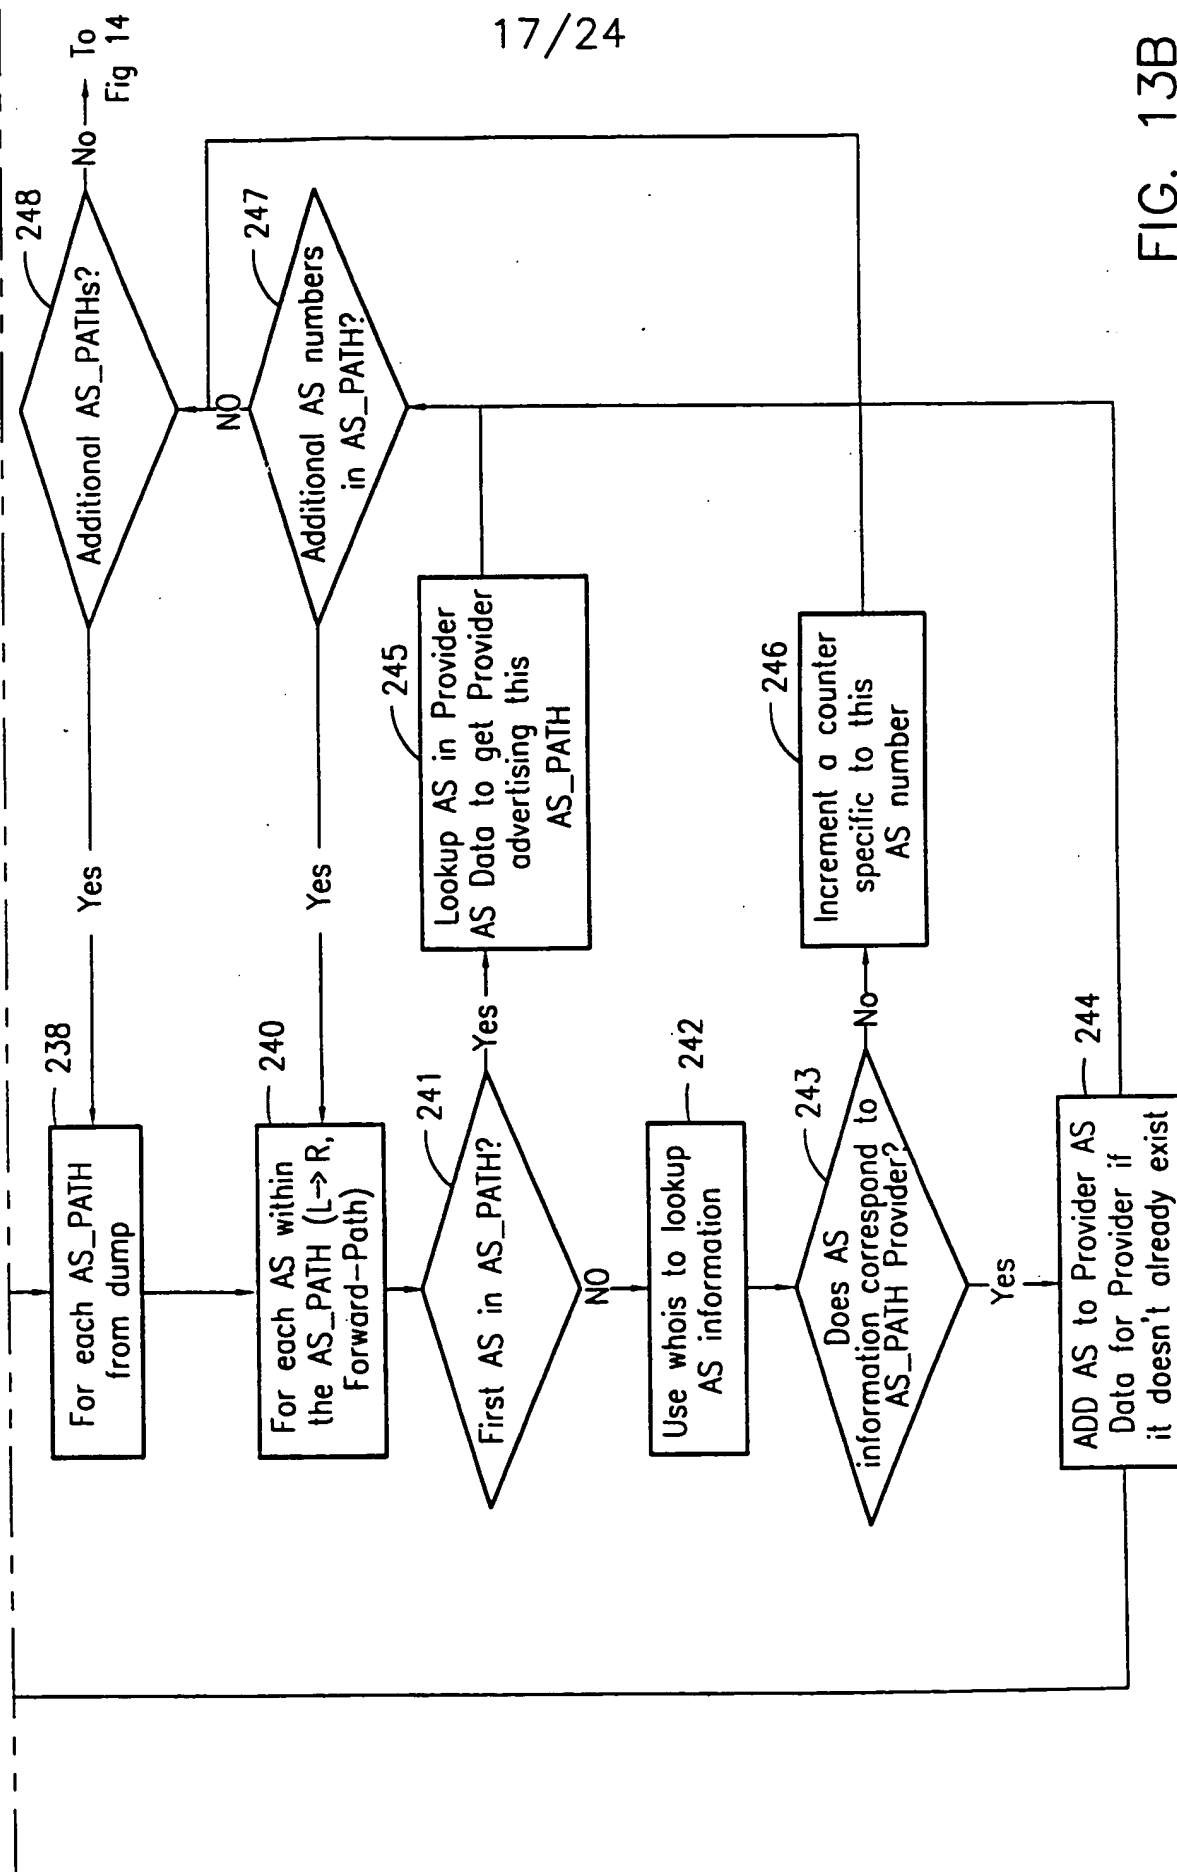 17/24
238
For each AS_PATH
from dump
Yes
Additional AS_PATHs?
248
No
To
Fig 14
240
For each AS within
the AS_PATH (L->R,
Forward-Path)
Yes
Additional AS numbers
in AS_PATH?
247
NO
241
First AS in AS_PATH?
Yes
245
Lookup AS in Provider
AS Data to get Provider
advertising this
AS_PATH
NO
242
Use whois to lookup
AS information
243
Does AS
information correspond to
AS_PATH Provider?
No
246
Increment a counter
specific to this
AS number
Yes
244
ADD AS to Provider AS
Data for Provider if
it doesn't already exist
FIG. 13B